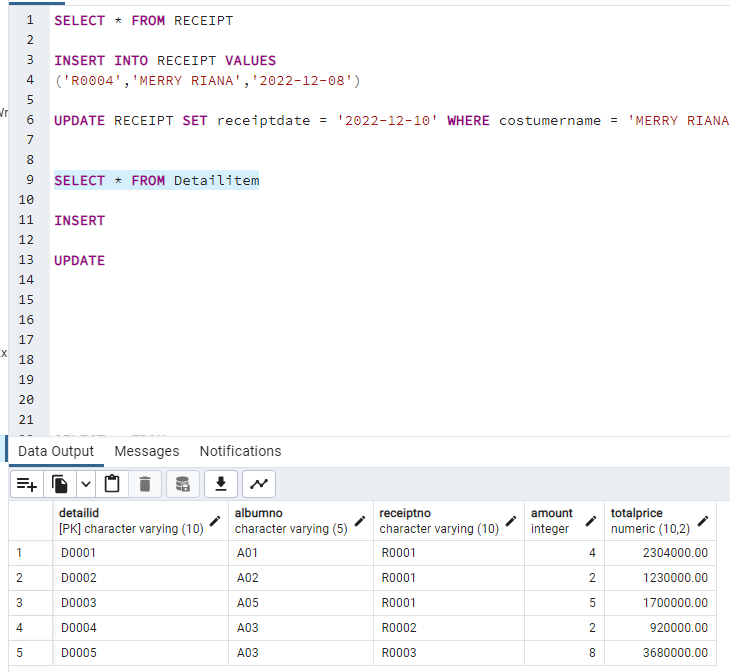 1 SELECT * FROM RECEIPT
2
3 INSERT INTO RECEIPT VALUES
4 ('R0004','MERRY RIANA','2022-12-08')
5
6 UPDATE RECEIPT SET receiptdate = '2022-12-10' WHERE costumername = 'MERRY RIANA
7
8
9 SELECT * FROM Detailitem
10
11 INSERT
12
13 UPDATE
14
15
16
17
18
19
20
21
Data Output Messages Notifications
detailid albumno receiptno amount totalprice
[PK] character varying (10) character varying (5) character varying (10) integer numeric (10,2)
1 D0001 A01 R0001 4 2304000.00
2 D0002 A02 R0001 2 1230000.00
3 D0003 A05 R0001 5 1700000.00
4 D0004 A03 R0002 2 920000.00
5 D0005 A03 R0003 8 3680000.00